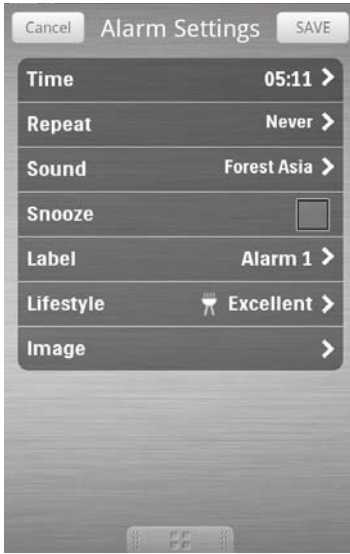 Cancel Alarm Settings SAVE
Time 05:11
Repeat Never
Sound Forest Asia
Snooze
Label Alarm 1
Lifestyle Excellent
Image